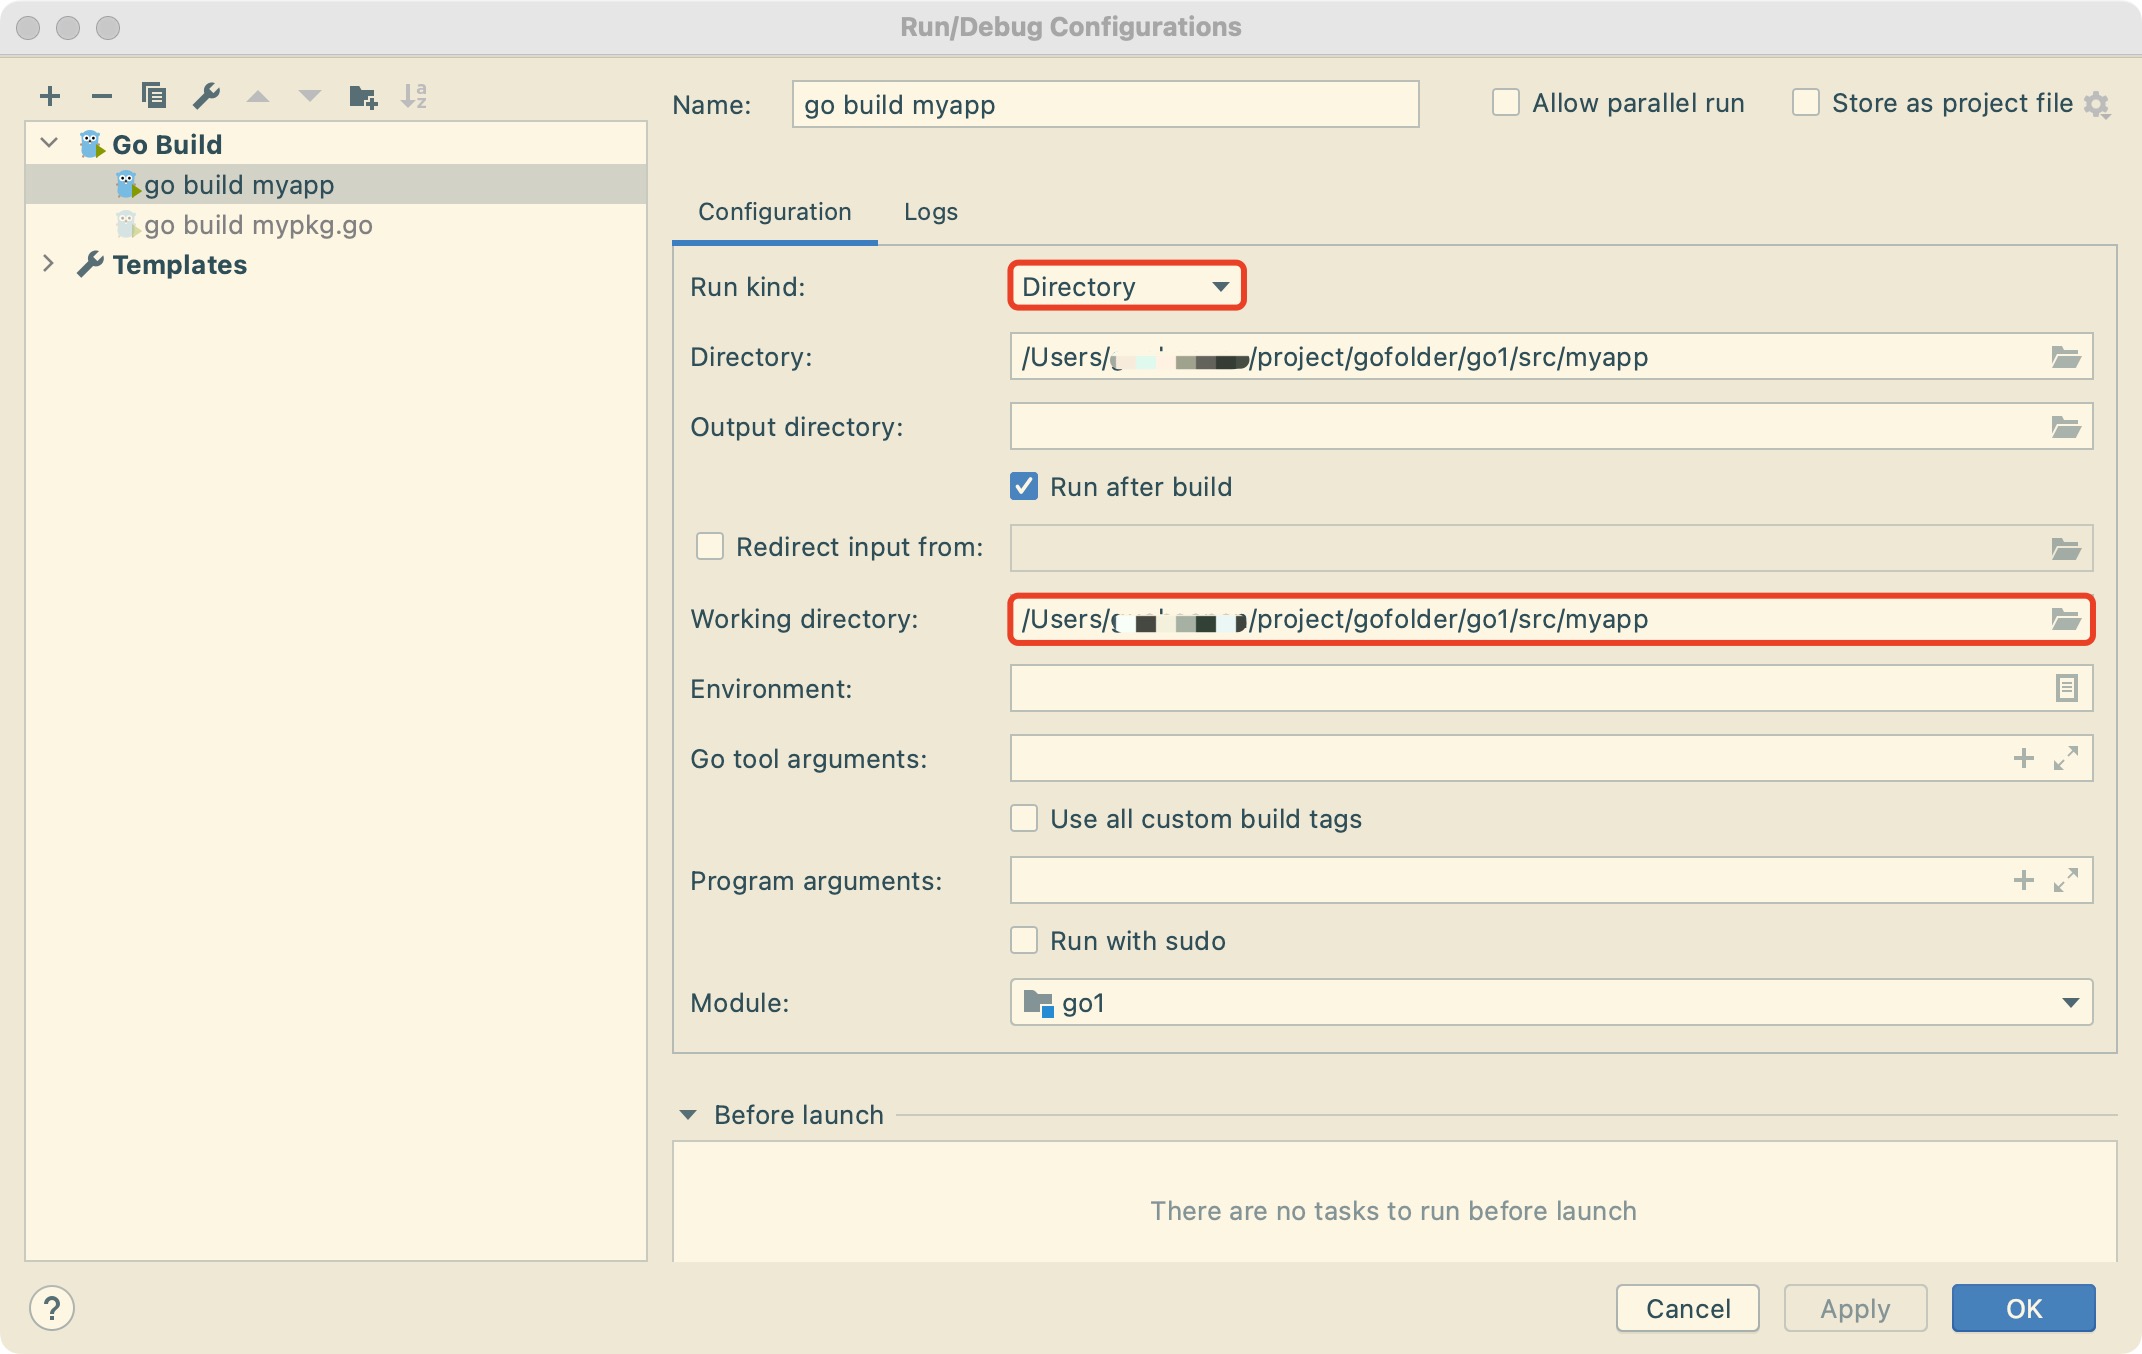 Run/Debug Configurations
Go Build
go build myapp
go build mypkg.go
Templates
Name: go build myapp
Allow parallel run
Store as project file
Configuration Logs
Run kind: Directory
Directory: /Users/ /project/gofolder/go1/src/myapp
Output directory:
Run after build
Redirect input from:
Working directory: /Users/ /project/gofolder/go1/src/myapp
Environment:
Go tool arguments:
Use all custom build tags
Program arguments:
Run with sudo
Module: go1
Before launch
There are no tasks to run before launch
? Cancel Apply OK